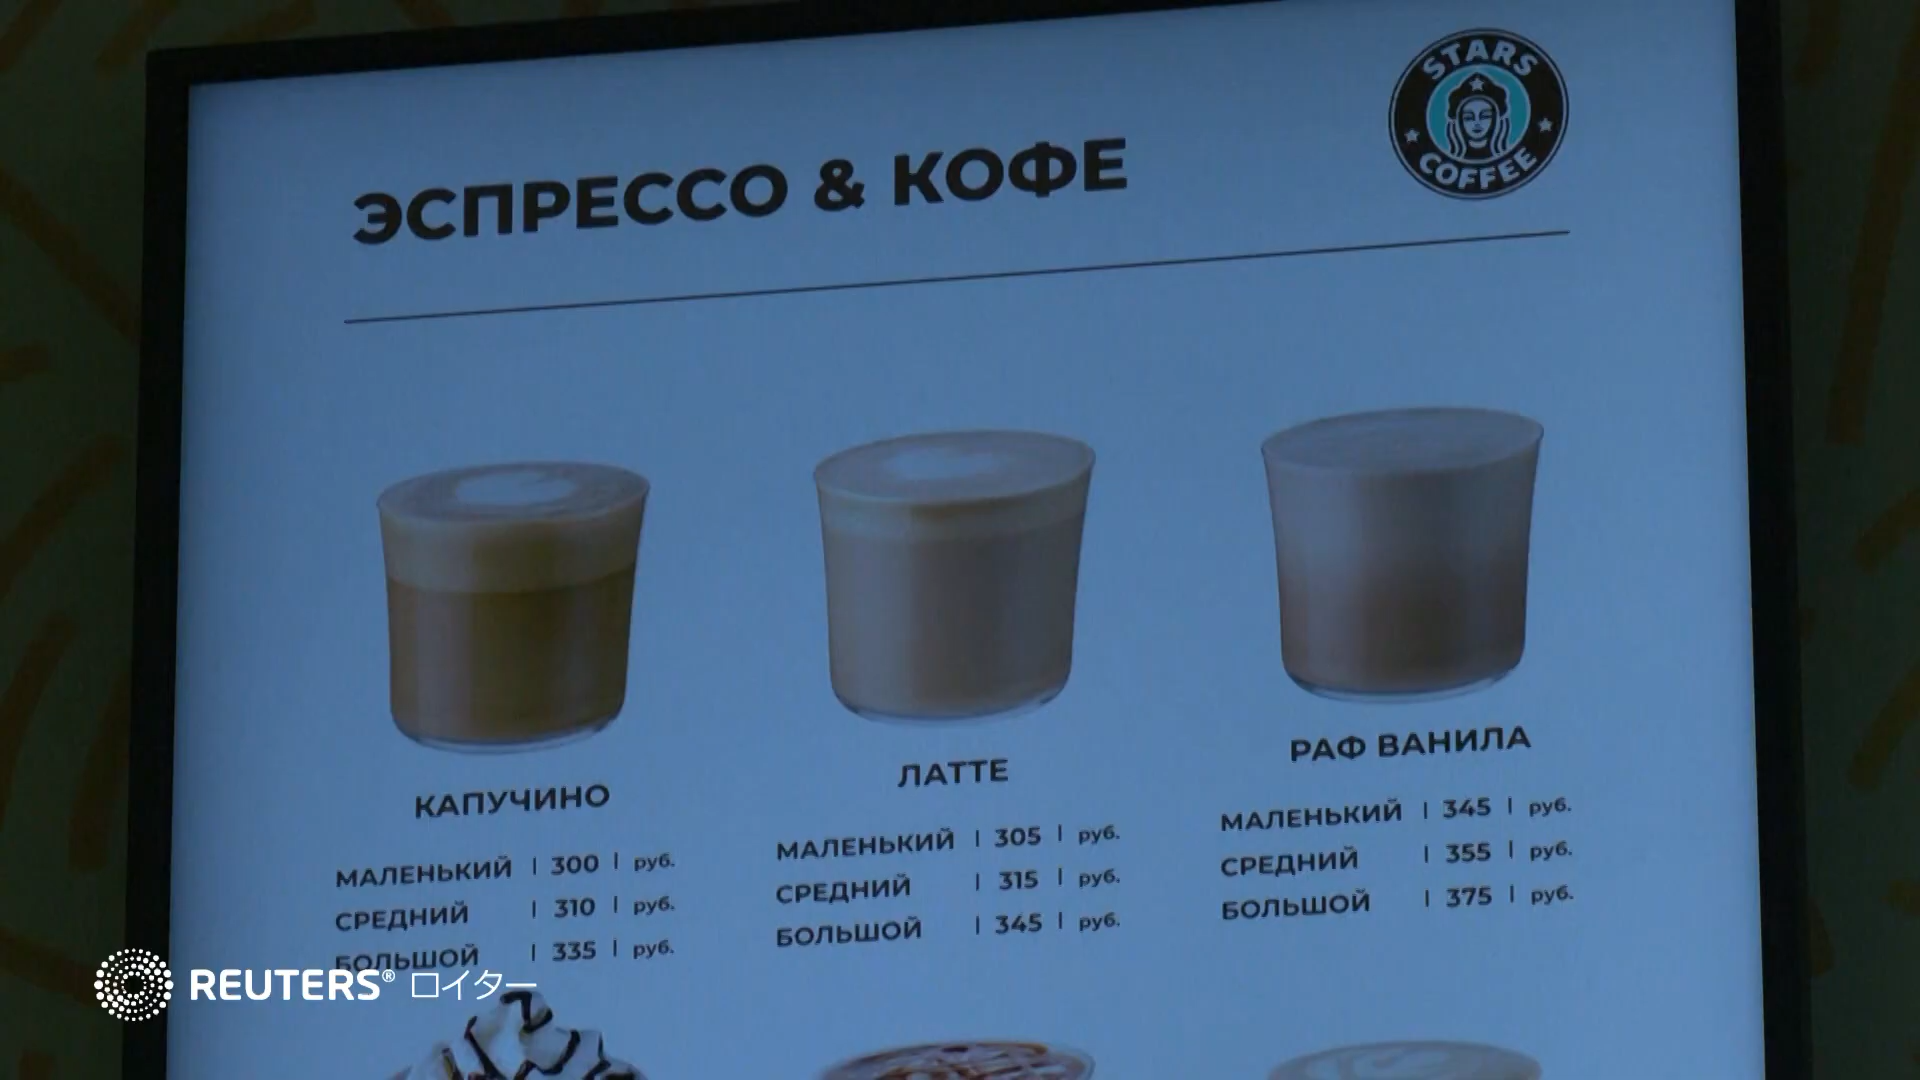 STARS COFFEE
ЭСПРЕССО & КОФЕ
КАПУЧИНО
МАЛЕНЬКИЙ | 300 | руб.
СРЕДНИЙ | 310 | руб.
БОЛЬШОЙ | 335 | руб.
ЛАТТЕ
МАЛЕНЬКИЙ | 305 | руб.
СРЕДНИЙ | 315 | руб.
БОЛЬШОЙ | 345 | руб.
РАФ ВАНИЛА
МАЛЕНЬКИЙ | 345 | руб.
СРЕДНИЙ | 355 | руб.
БОЛЬШОЙ | 375 | руб.
REUTERS® ロイター